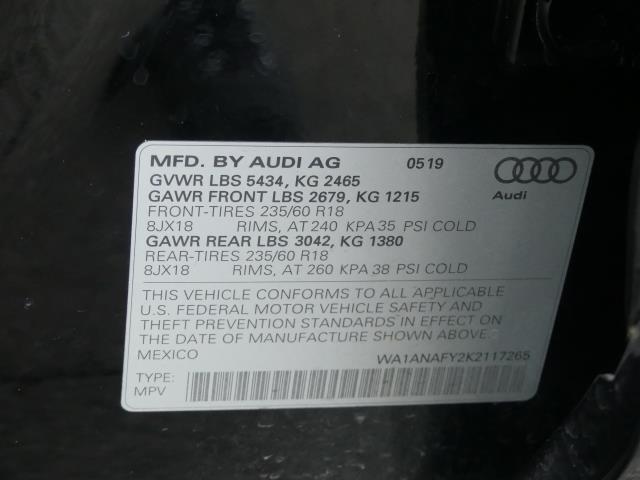 MFD. BY AUDI AG 0519
GVWR LBS 5434, KG 2465
GAWR FRONT LBS 2679, KG 1215
FRONT-TIRES 235/60 R18
8JX18 RIMS, AT 240 KPA 35 PSI COLD
GAWR REAR LBS 3042, KG 1380
REAR-TIRES 235/60 R18
8JX18 RIMS, AT 260 KPA 38 PSI COLD
Audi
THIS VEHICLE CONFORMS TO ALL APPLICABLE
U.S. FEDERAL MOTOR VEHICLE SAFETY AND
THEFT PREVENTION STANDARDS IN EFFECT ON
THE DATE OF MANUFACTURE SHOWN ABOVE.
MEXICO WA1ANAFY2K2117265
TYPE:
MPV